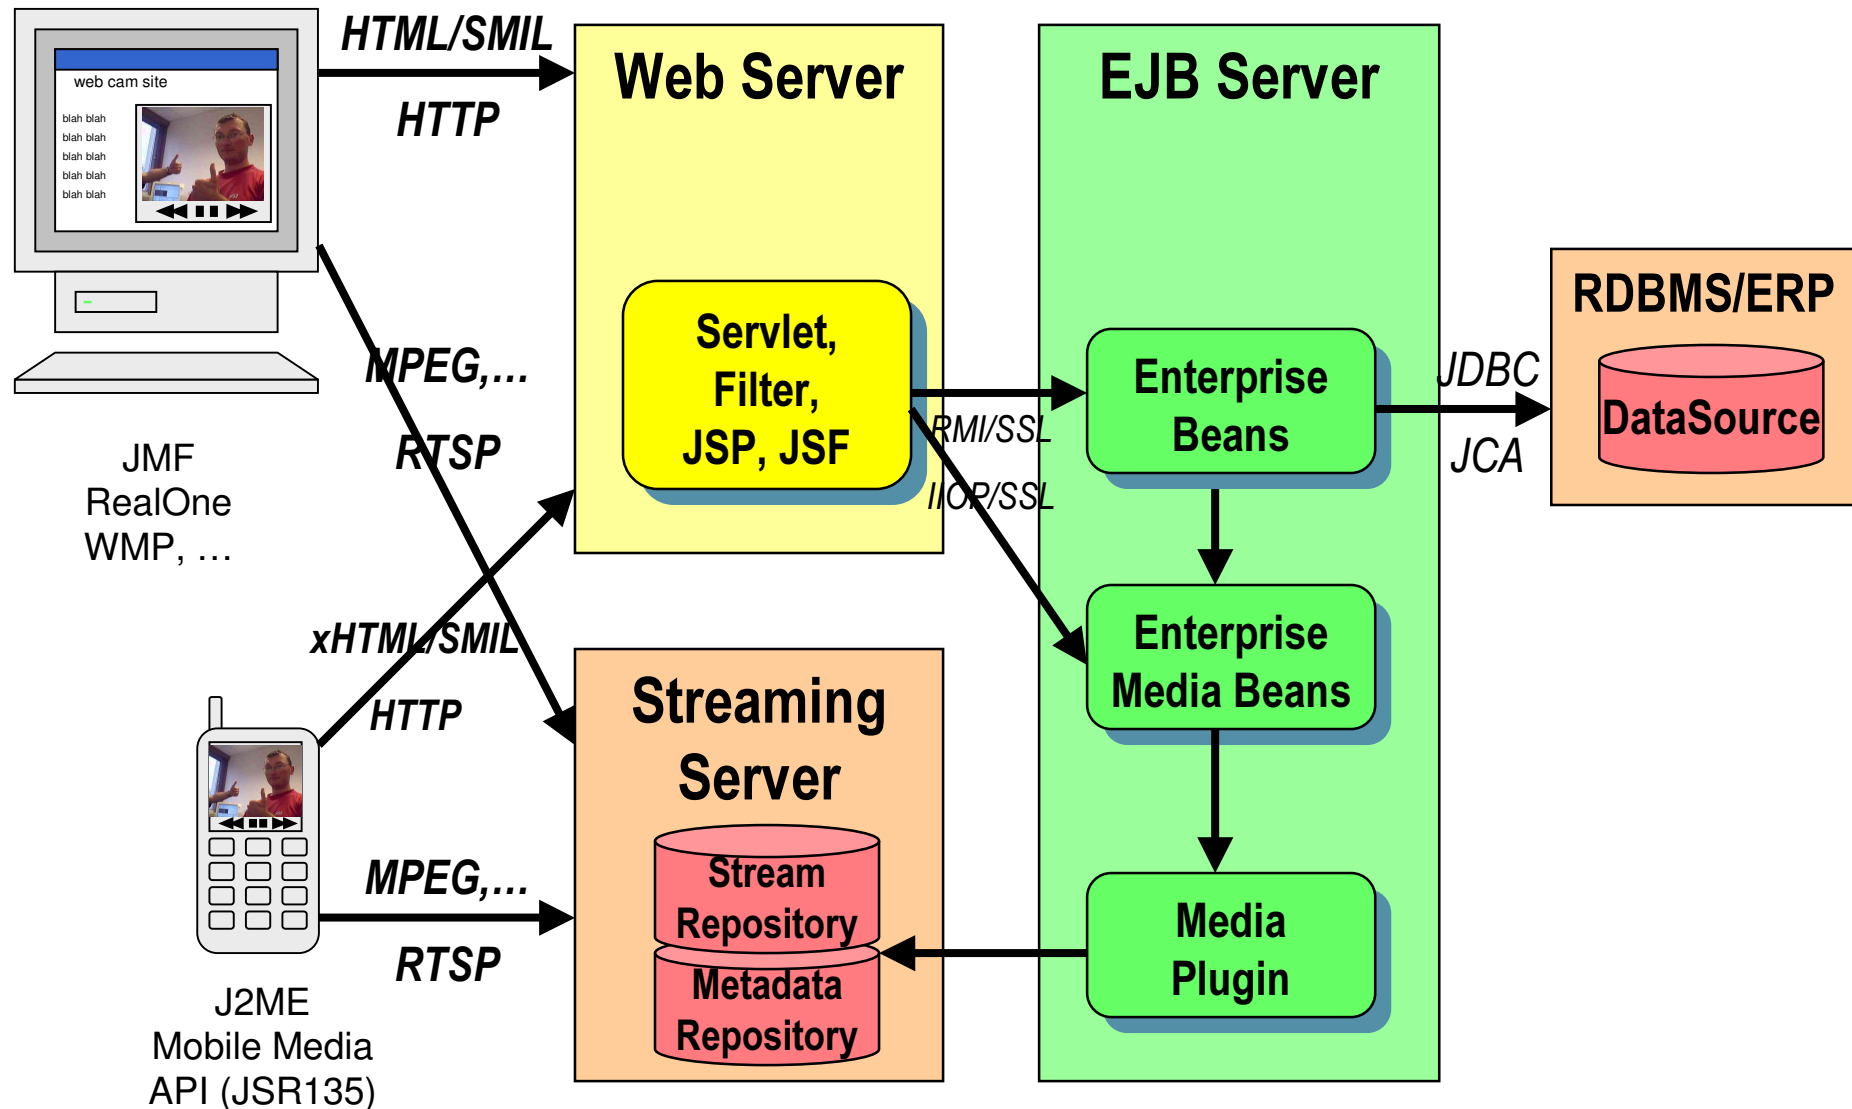 web cam site
blah blah
blah blah
blah blah
blah blah
blah blah
JMF
RealOne
WMP, …
HTML/SMIL
HTTP
MPEG,…
RTSP
xHTML/SMIL
HTTP
MPEG,…
RTSP
J2ME
Mobile Media
API (JSR135)
Web Server
Servlet,
Filter,
JSP, JSF
Streaming
Server
Stream
Repository
Metadata
Repository
RMI/SSL
IIOP/SSL
EJB Server
Enterprise
Beans
Enterprise
Media Beans
Media
Plugin
JDBC
JCA
RDBMS/ERP
DataSource